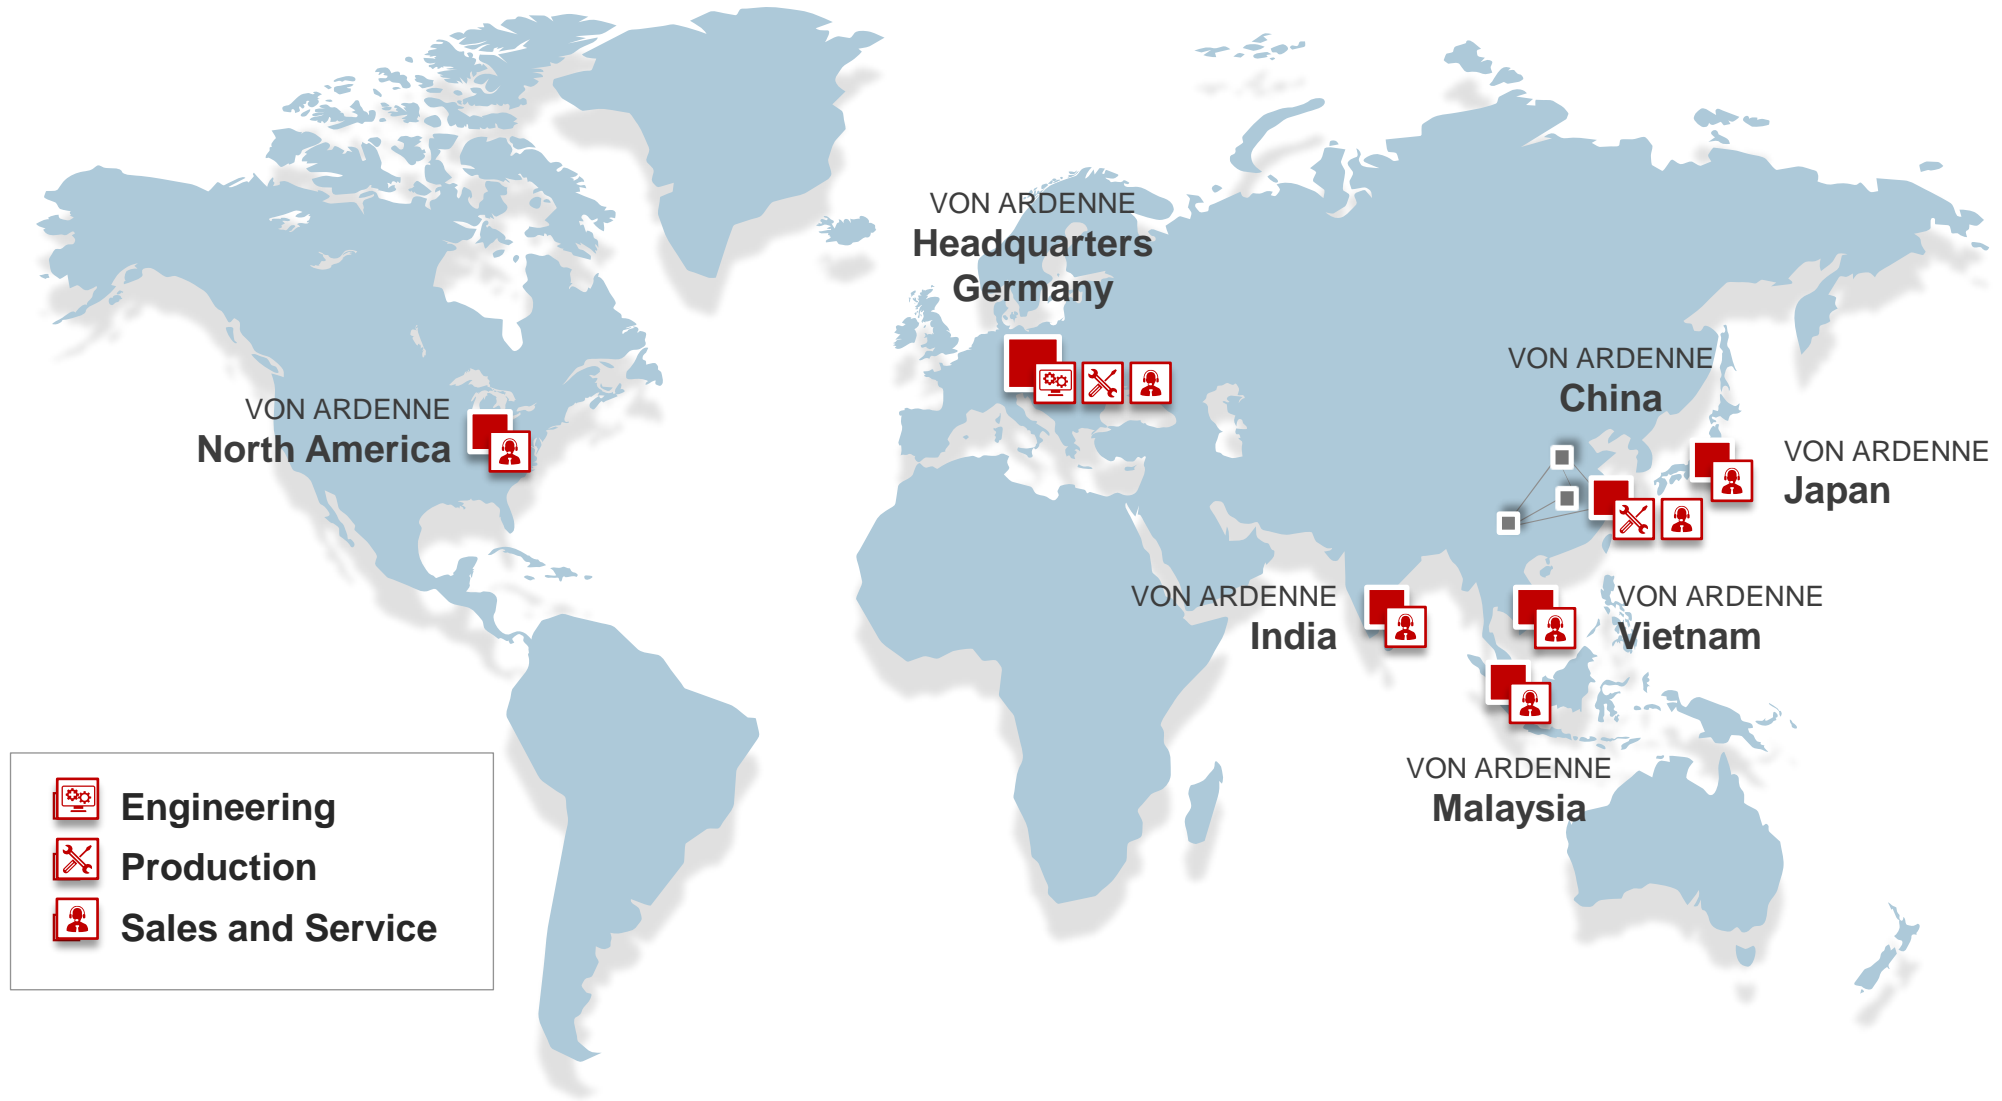 VON ARDENNE
Headquarters
Germany
VON ARDENNE
China
VON ARDENNE
North America
VON ARDENNE
Japan
VON ARDENNE
India
VON ARDENNE
Vietnam
VON ARDENNE
Malaysia
Engineering
Production
Sales and Service